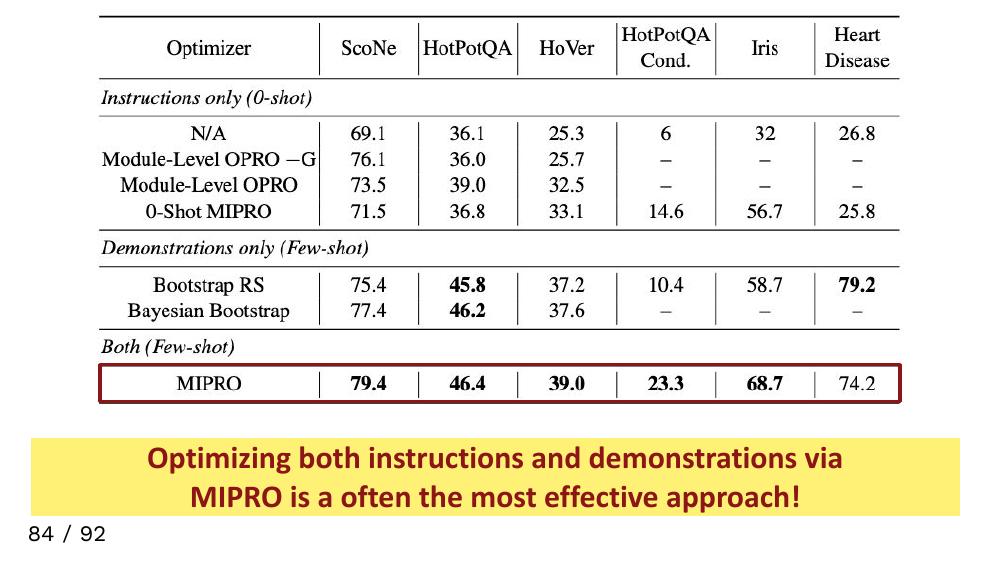 Optimizer ScoNe HotPotQA HoVer HotPotQA Cond. Iris Heart Disease
Instructions only (0-shot)
N/A 69.1 36.1 25.3 6 32 26.8
Module-Level OPRO −G 76.1 36.0 25.7 – – –
Module-Level OPRO 73.5 39.0 32.5 – – –
0-Shot MIPRO 71.5 36.8 33.1 14.6 56.7 25.8
Demonstrations only (Few-shot)
Bootstrap RS 75.4 45.8 37.2 10.4 58.7 79.2
Bayesian Bootstrap 77.4 46.2 37.6 – – –
Both (Few-shot)
MIPRO 79.4 46.4 39.0 23.3 68.7 74.2
Optimizing both instructions and demonstrations via
MIPRO is a often the most effective approach!
84 / 92